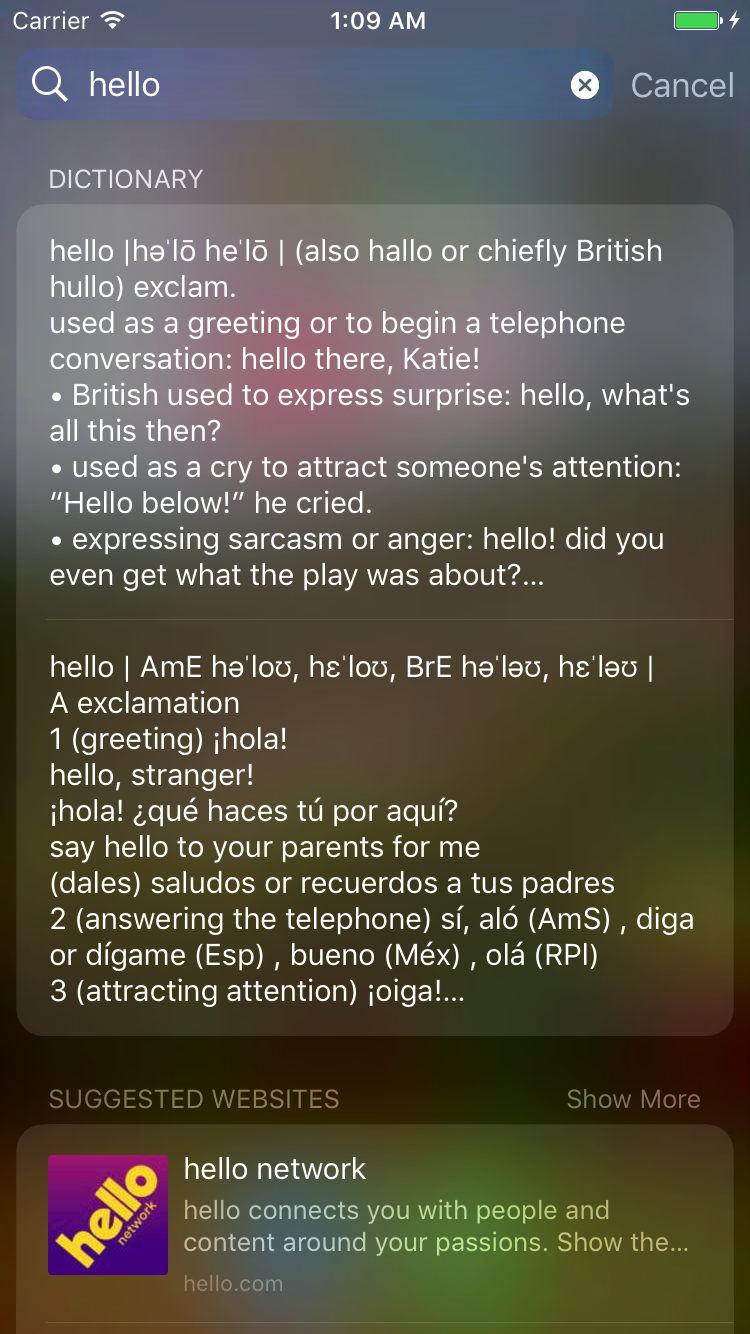 Carrier
1:09 AM
hello
Cancel
DICTIONARY
hello |həˈlō heˈlō | (also hallo or chiefly British
hullo) exclam.
used as a greeting or to begin a telephone
conversation: hello there, Katie!
• British used to express surprise: hello, what's
all this then?
• used as a cry to attract someone's attention:
“Hello below!” he cried.
• expressing sarcasm or anger: hello! did you
even get what the play was about?...
hello | AmE həˈloʊ, hɛˈloʊ, BrE həˈləʊ, hɛˈləʊ |
A exclamation
1 (greeting) ¡hola!
hello, stranger!
¡hola! ¿qué haces tú por aquí?
say hello to your parents for me
(dales) saludos or recuerdos a tus padres
2 (answering the telephone) sí, aló (AmS) , diga
or dígame (Esp) , bueno (Méx) , olá (RPl)
3 (attracting attention) ¡oiga!...
SUGGESTED WEBSITES
Show More
hello
network
hello network
hello connects you with people and
content around your passions. Show the...
hello.com